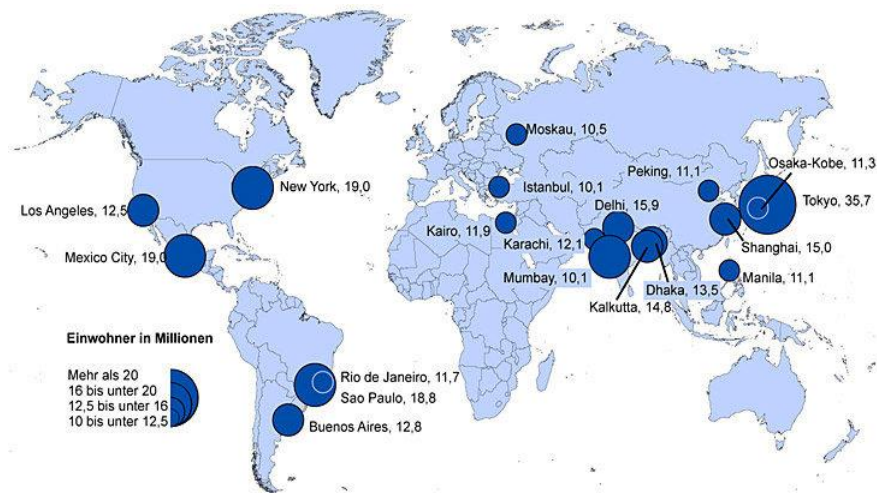 Moskau, 10,5
Osaka-Kobe, 11,3
Peking, 11,1
New York, 19,0
Istanbul, 10,1
Tokyo, 35,7
Los Angeles, 12,5
Delhi, 15,9
Kairo, 11,9
Karachi, 12,1
Shanghai, 15,0
Mexico City, 19,0
Mumbay, 10,1
Dhaka, 13,5
Manila, 11,1
Kalkutta, 14,8
Einwohner in Millionen
Mehr als 20
16 bis unter 20
12,5 bis unter 16
10 bis unter 12,5
Rio de Janeiro, 11,7
Sao Paulo, 18,8
Buenos Aires, 12,8